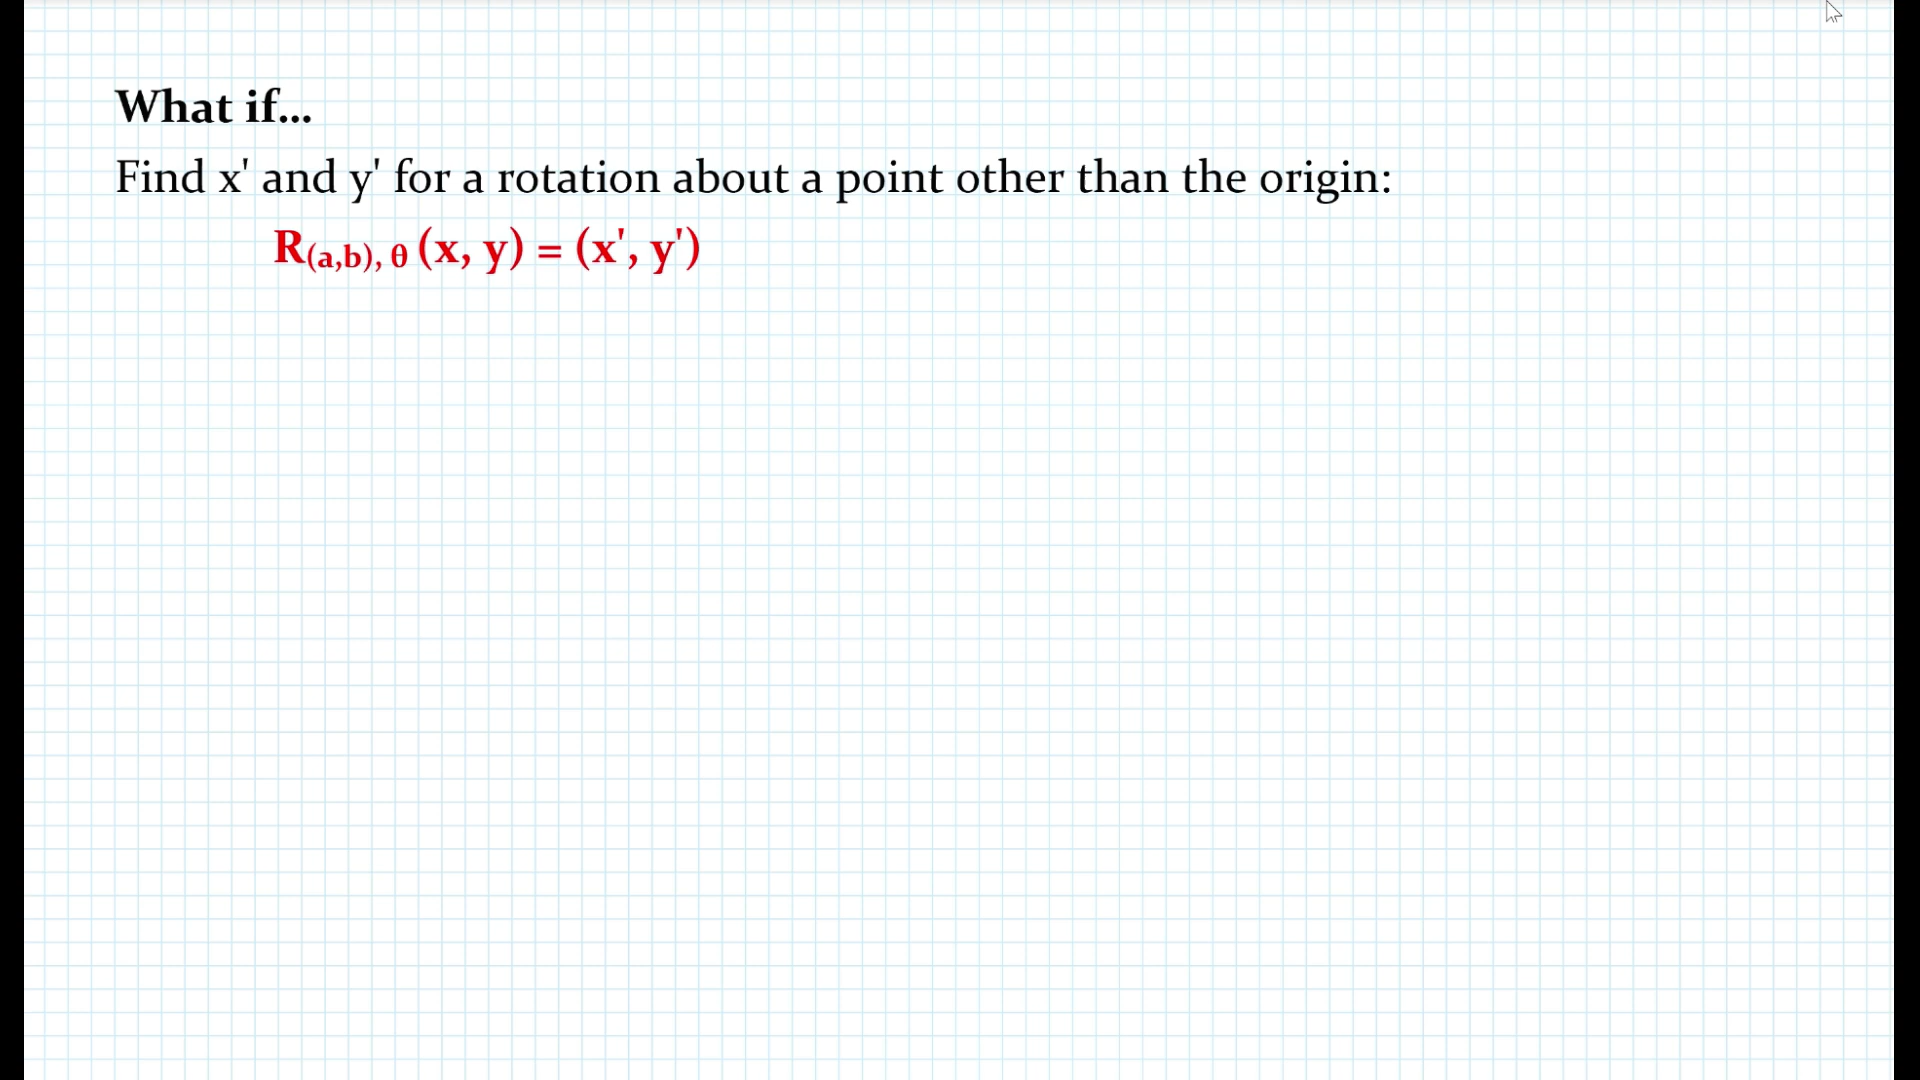 What if...
Find x' and y' for a rotation about a point other than the origin:
R(a,b), θ (x, y) = (x', y')